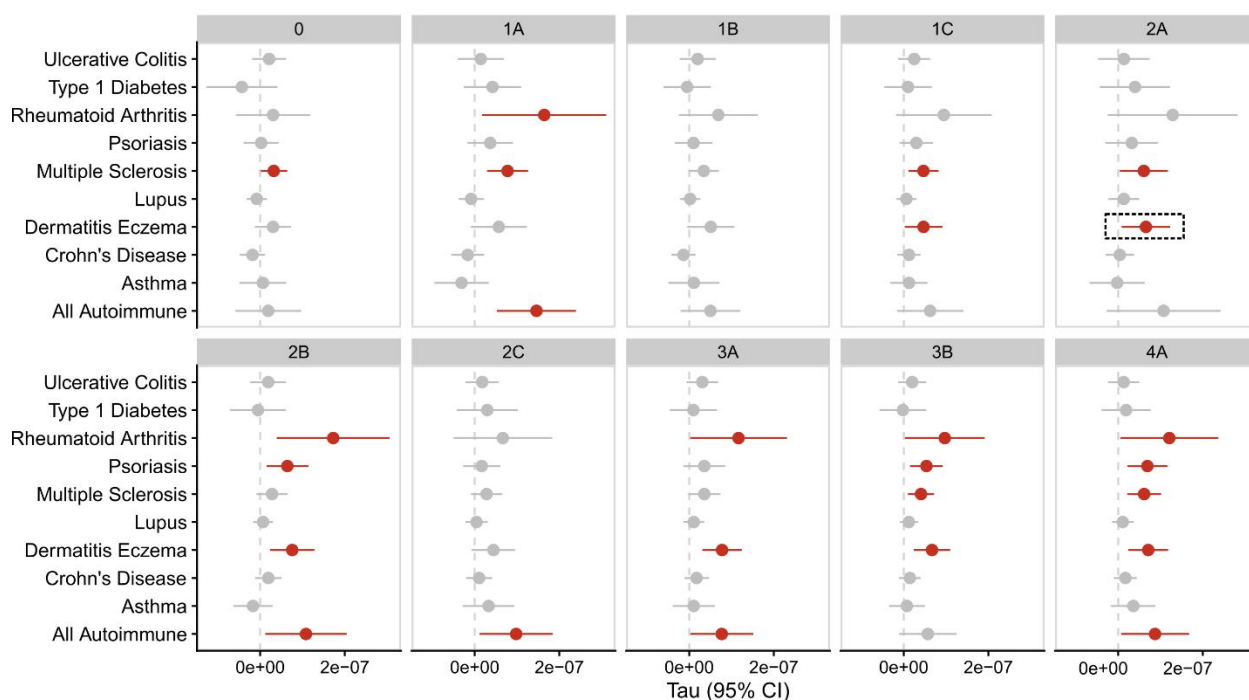 0 1A 1B 1C 2A
Ulcerative Colitis
Type 1 Diabetes
Rheumatoid Arthritis
Psoriasis
Multiple Sclerosis
Lupus
Dermatitis Eczema
Crohn's Disease
Asthma
All Autoimmune
2B 2C 3A 3B 4A
Ulcerative Colitis
Type 1 Diabetes
Rheumatoid Arthritis
Psoriasis
Multiple Sclerosis
Lupus
Dermatitis Eczema
Crohn's Disease
Asthma
All Autoimmune
0e+00 2e-07 0e+00 2e-07 0e+00 2e-07 0e+00 2e-07 0e+00 2e-07
Tau (95% CI)